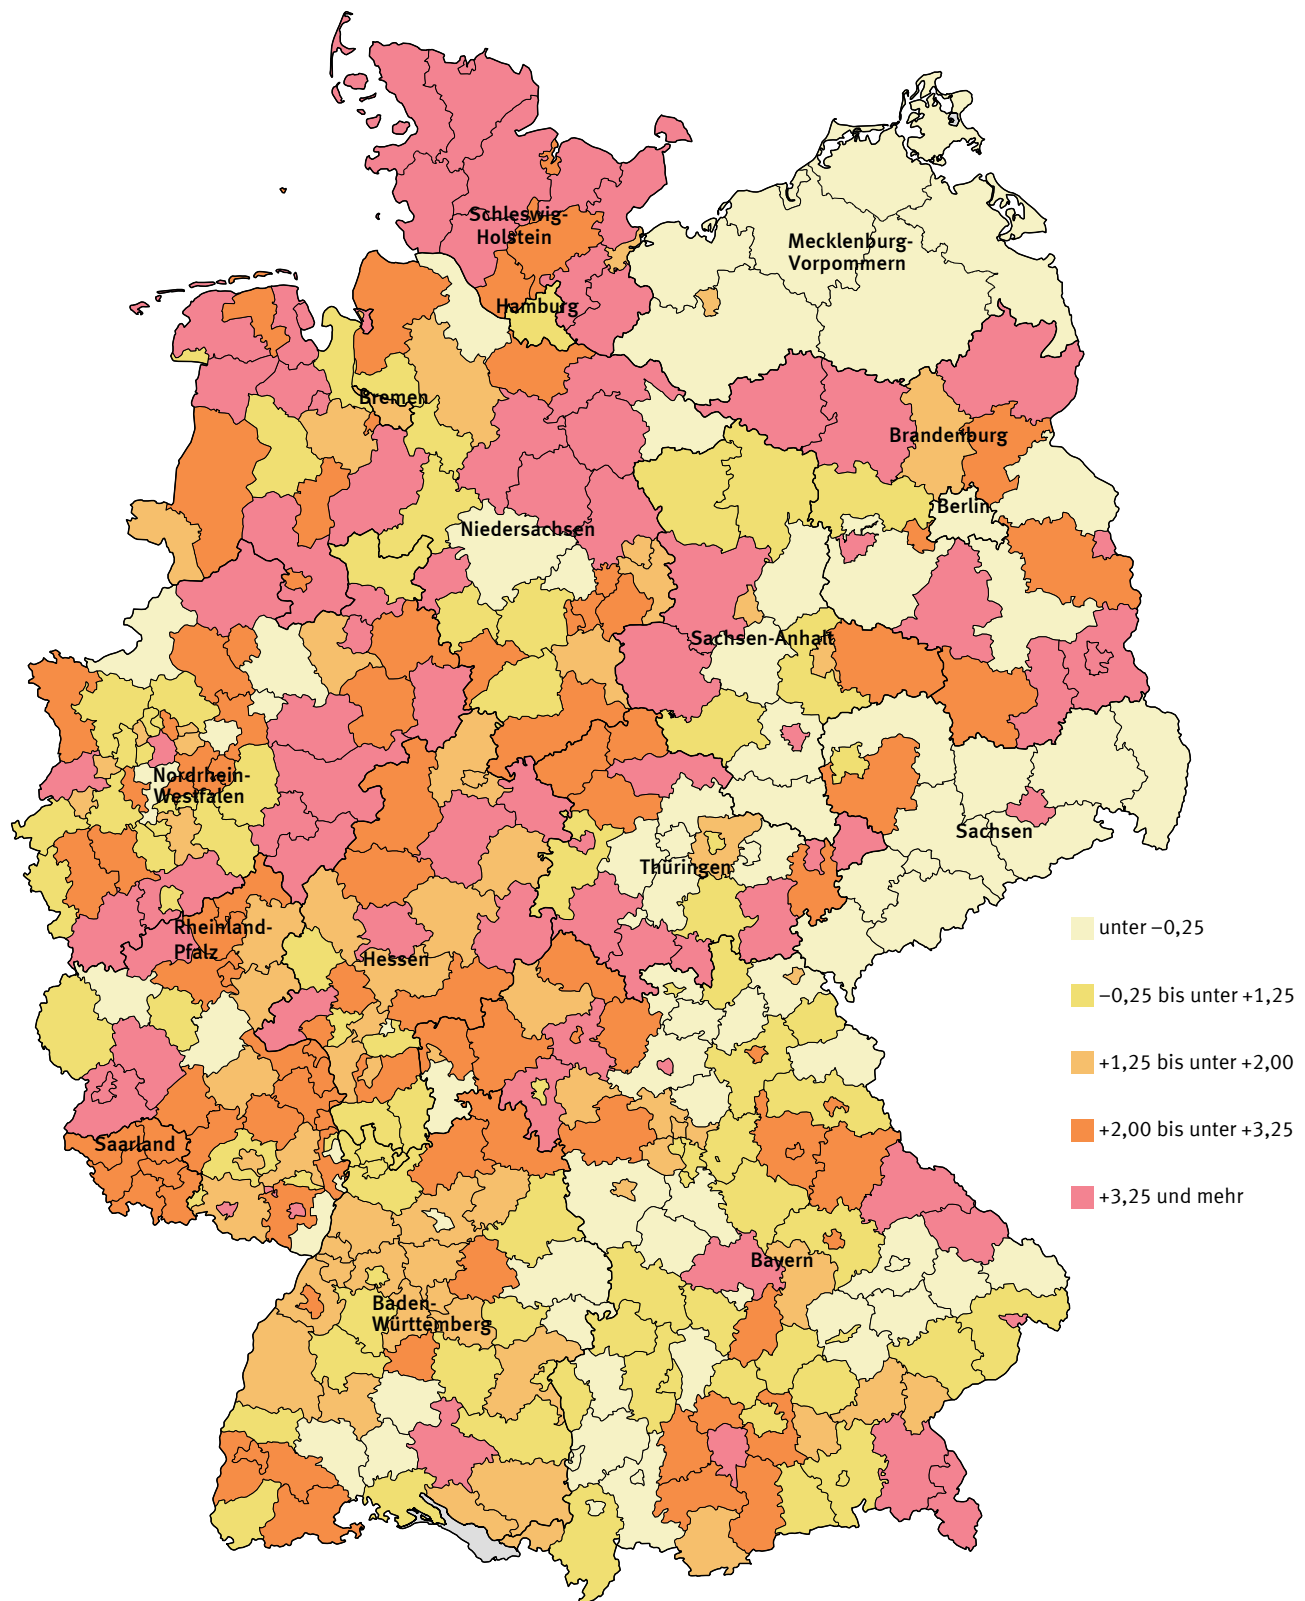 Schleswig-
Holstein
Mecklenburg-
Vorpommern
Hamburg
Bremen
Brandenburg
Berlin
Niedersachsen
Sachsen-Anhalt
Nordrhein-
Westfalen
Sachsen
Thüringen
Rheinland-
Pfalz
Hessen
Saarland
Bayern
Baden-
Württemberg
unter –0,25
–0,25 bis unter +1,25
+1,25 bis unter +2,00
+2,00 bis unter +3,25
+3,25 und mehr